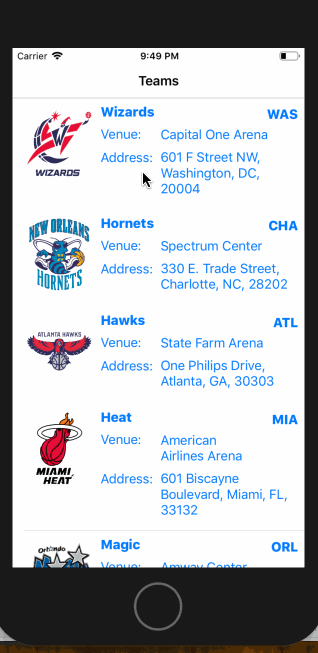 Carrier 9:49 PM
Teams
Wizards WAS
Venue: Capital One Arena
Address: 601 F Street NW,
Washington, DC,
20004
WIZARDS
Hornets CHA
Venue: Spectrum Center
Address: 330 E. Trade Street,
Charlotte, NC, 28202
NEW ORLEANS
HORNETS
Hawks ATL
Venue: State Farm Arena
Address: One Philips Drive,
Atlanta, GA, 30303
ATLANTA HAWKS
Heat MIA
Venue: American
Airlines Arena
Address: 601 Biscayne
Boulevard, Miami, FL,
33132
MIAMI
HEAT
Magic ORL
Venue: Amway Center
Orlando